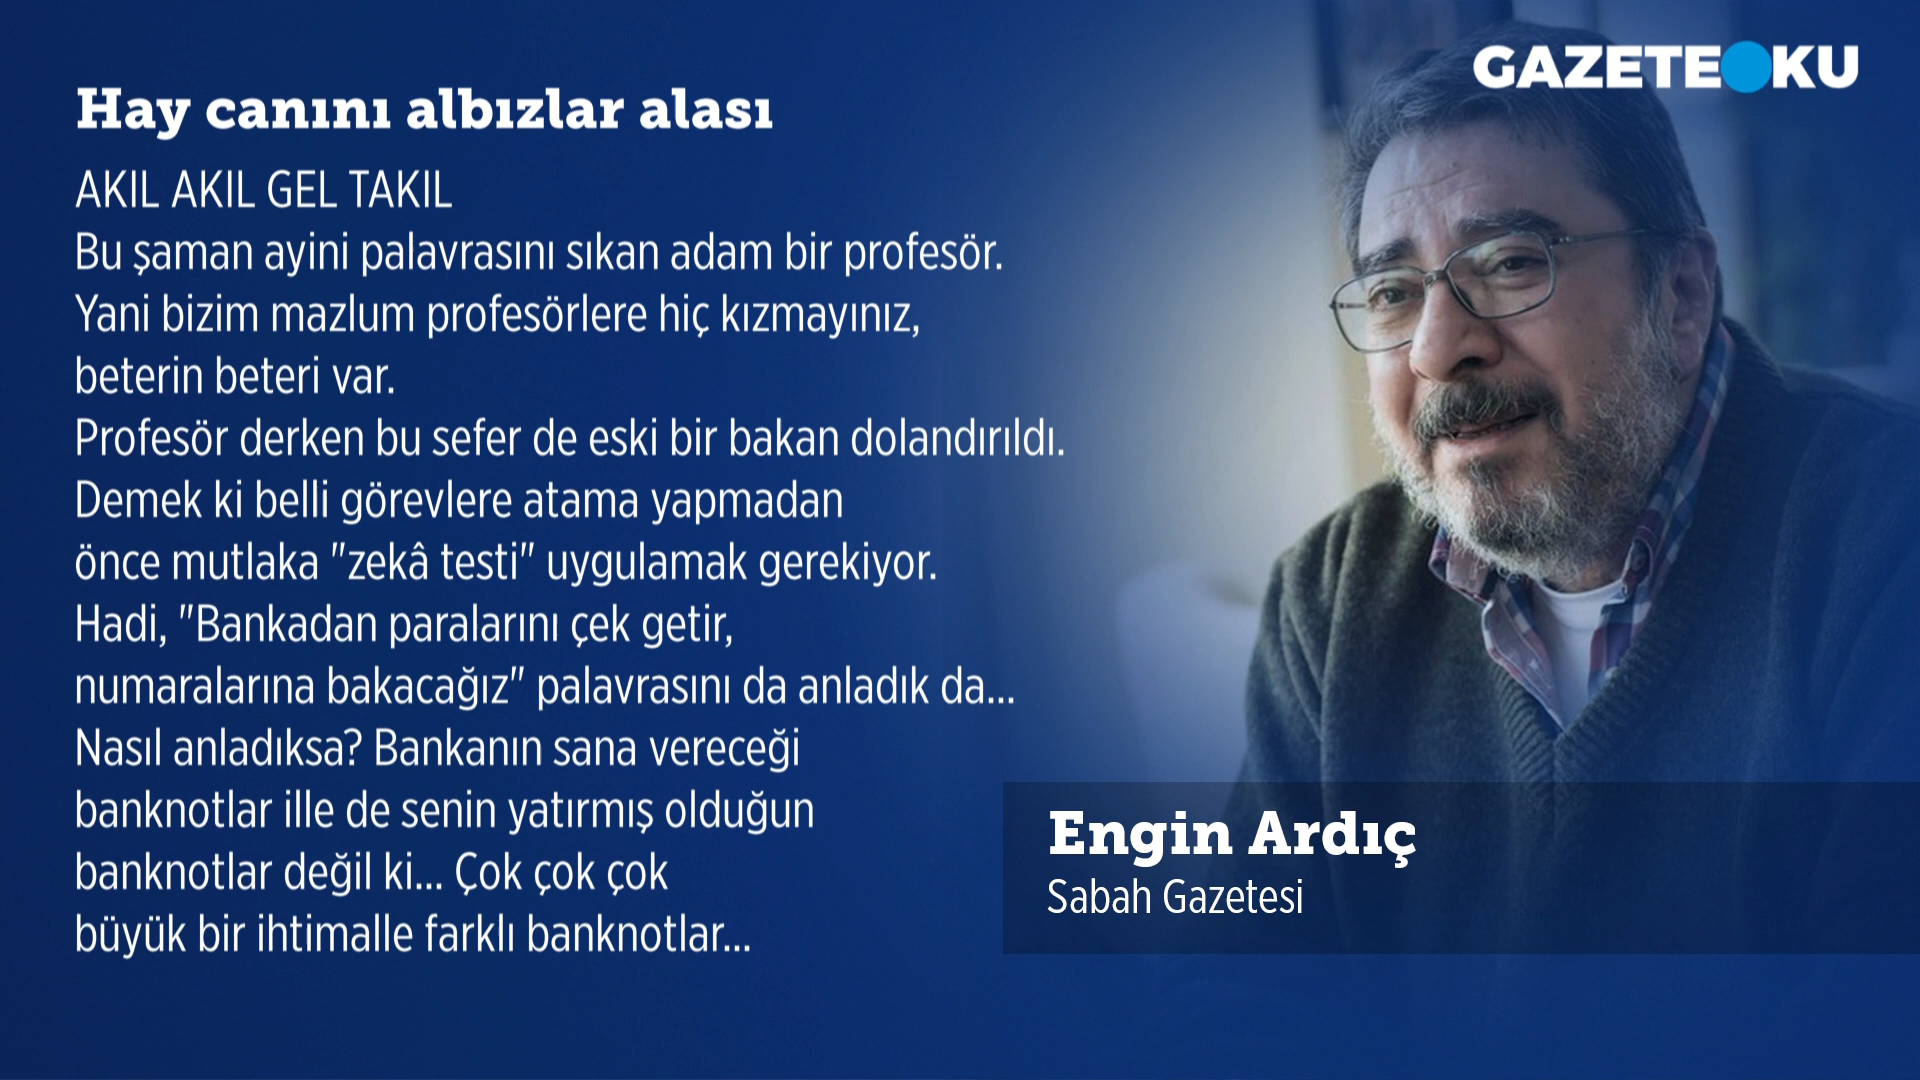 GAZETE OKU
Hay canını albızlar alası
AKIL AKIL GEL TAKIL
Bu şaman ayini palavrasını sıkan adam bir profesör.
Yani bizim mazlum profesörlere hiç kızmayınız,
beterin beteri var.
Profesör derken bu sefer de eski bir bakan dolandırıldı.
Demek ki belli görevlere atama yapmadan
önce mutlaka "zekâ testi" uygulamak gerekiyor.
Hadi, "Bankadan paralarını çek getir,
numaralarına bakacağız" palavrasını da anladık da...
Nasıl anladıksa? Bankanın sana vereceği
banknotlar ille de senin yatırmış olduğun
banknotlar değil ki... Çok çok çok
büyük bir ihtimalle farklı banknotlar...
Engin Ardıç
Sabah Gazetesi